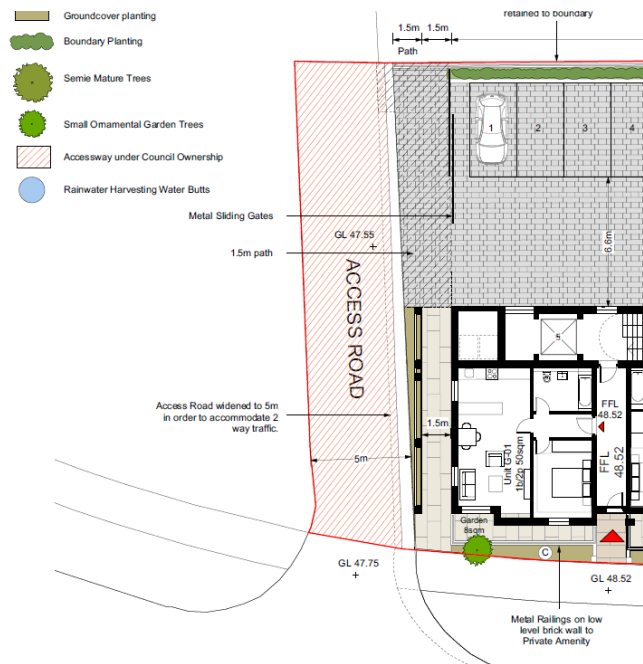 Groundcover planting
Boundary Planting
Semie Mature Trees
Small Ornamental Garden Trees
Accessway under Council Ownership
Rainwater Harvesting Water Butts
1.5m 1.5m
Path
retained to boundary
1
2
3
4
Metal Sliding Gates
GL 47.55
1.5m path
6.6m
ACCESS ROAD
5
Access Road widened to 5m
in order to accommodate 2
way traffic.
5m
1.5m
Unit G-01
1b/2p 50sqm
FFL
48.52
FFL
48.52
Garden
8sqm
C
GL 47.75
GL 48.52
Metal Railings on low
level brick wall to
Private Amenity